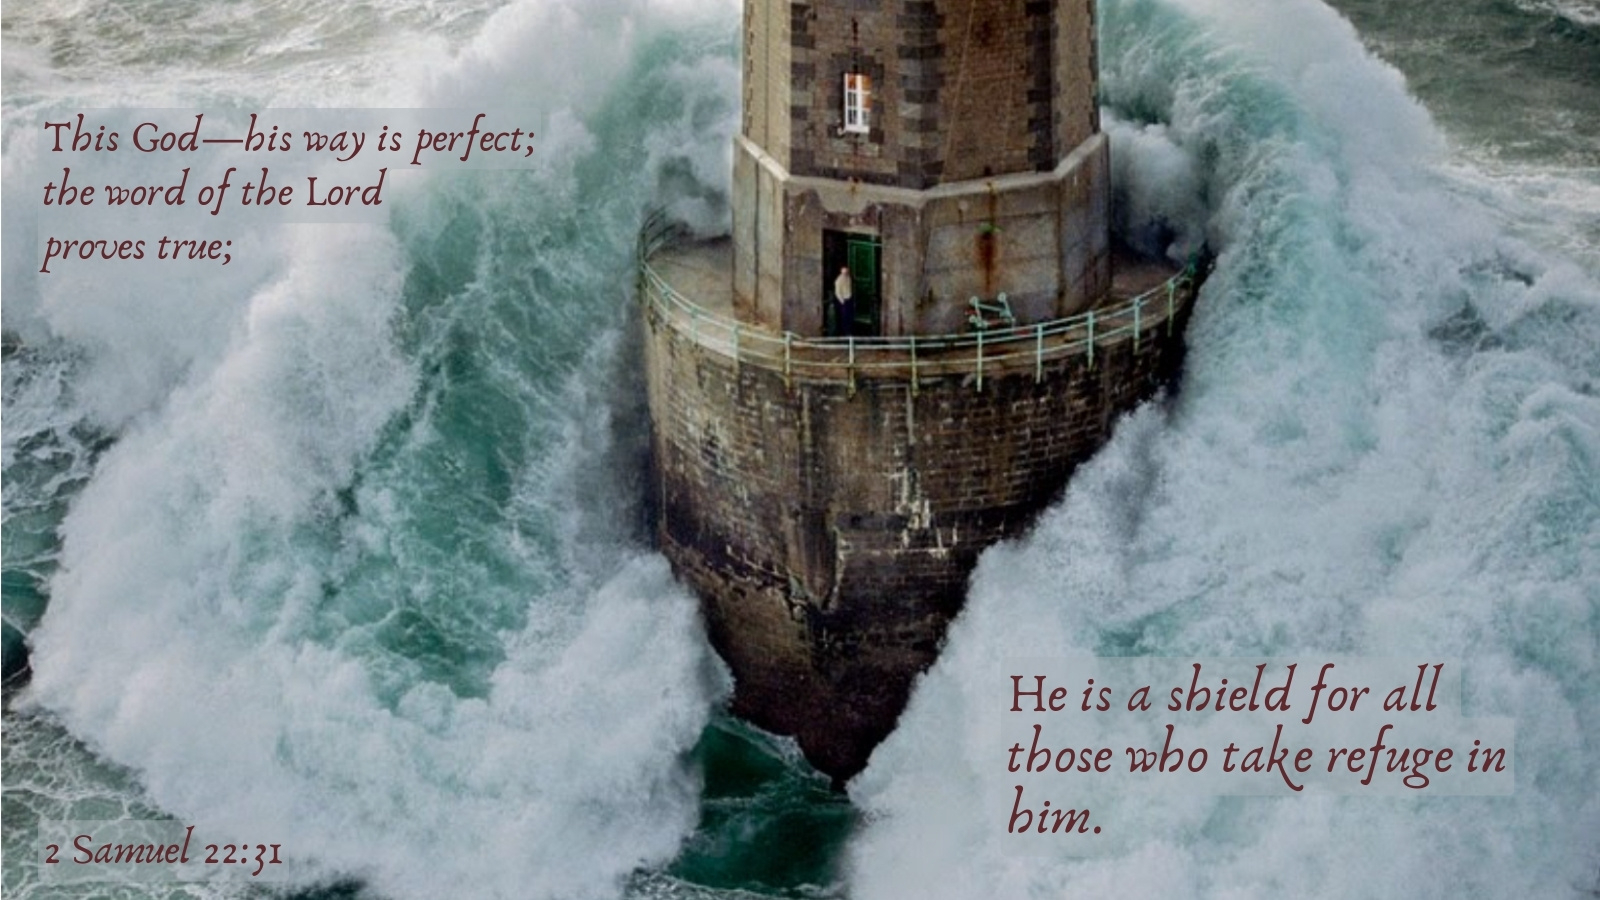 This God—his way is perfect;
the word of the Lord
proves true;
He is a shield for all
those who take refuge in
him.
2 Samuel 22:31